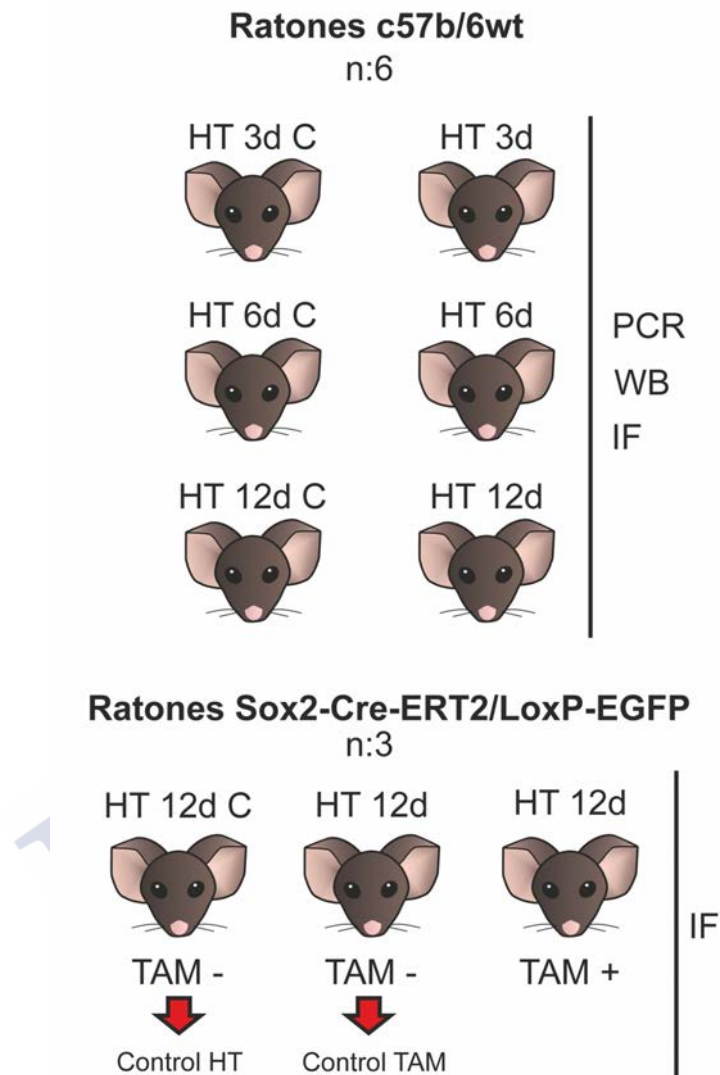 Ratones c57b/6wt
n:6
HT 3d C HT 3d
HT 6d C HT 6d
PCR
WB
IF
HT 12d C HT 12d
Ratones Sox2-Cre-ERT2/LoxP-EGFP
n:3
HT 12d C HT 12d HT 12d
IF
TAM - TAM - TAM +
Control HT Control TAM